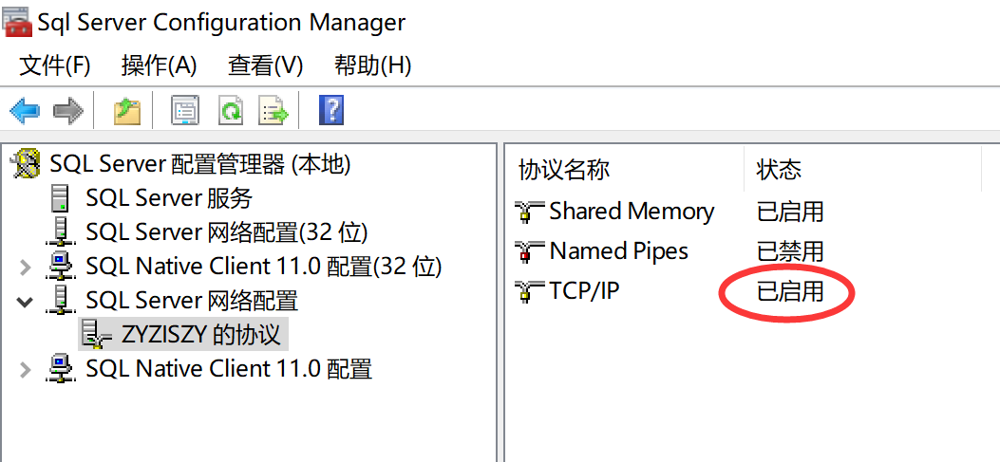 Sql Server Configuration Manager
文件(F) 操作(A) 查看(V) 帮助(H)
SQL Server 配置管理器 (本地)
SQL Server 服务
SQL Server 网络配置(32 位)
SQL Native Client 11.0 配置(32 位)
SQL Server 网络配置
ZYZISZY 的协议
SQL Native Client 11.0 配置
协议名称 状态
Shared Memory 已启用
Named Pipes 已禁用
TCP/IP 已启用